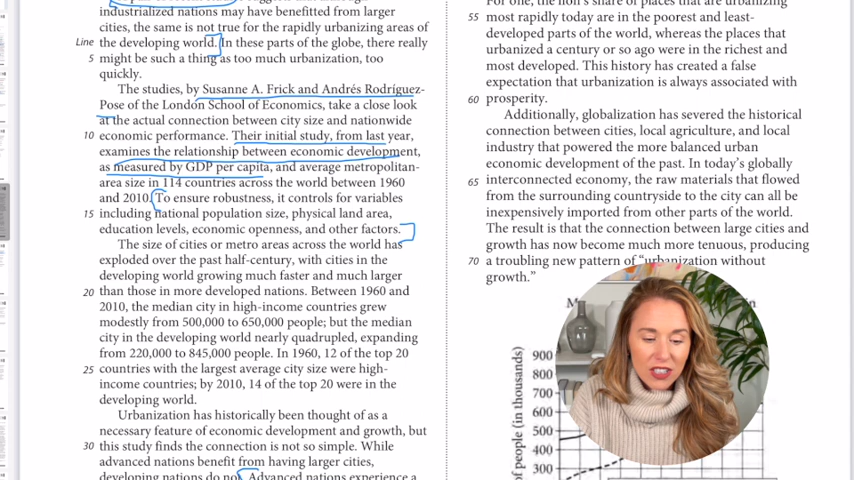 industrialized nations may have benefitted from larger
cities, the same is not true for the rapidly urbanizing areas of
Line the developing world. In these parts of the globe, there really
5 might be such a thing as too much urbanization, too
quickly.
The studies, by Susanne A. Frick and Andrés Rodríguez-
Pose of the London School of Economics, take a close look
at the actual connection between city size and nationwide
10 economic performance. Their initial study, from last year,
examines the relationship between economic development,
as measured by GDP per capita, and average metropolitan-
area size in 114 countries across the world between 1960
and 2010. To ensure robustness, it controls for variables
15 including national population size, physical land area,
education levels, economic openness, and other factors.
The size of cities or metro areas across the world has
exploded over the past half-century, with cities in the
developing world growing much faster and much larger
20 than those in more developed nations. Between 1960 and
2010, the median city in high-income countries grew
modestly from 500,000 to 650,000 people; but the median
city in the developing world nearly quadrupled, expanding
from 220,000 to 845,000 people. In 1960, 12 of the top 20
25 countries with the largest average city size were high-
income countries; by 2010, 14 of the top 20 were in the
developing world.
Urbanization has historically been thought of as a
necessary feature of economic development and growth, but
30 this study finds the connection is not so simple. While
advanced nations benefit from having larger cities,
developing nations do not. Advanced nations experience a
For one, the lion's share of places that are urbanizing
55 most rapidly today are in the poorest and least-
developed parts of the world, whereas the places that
urbanized a century or so ago were in the richest and
most developed. This history has created a false
expectation that urbanization is always associated with
60 prosperity.
Additionally, globalization has severed the historical
connection between cities, local agriculture, and local
industry that powered the more balanced urban
economic development of the past. In today's globally
65 interconnected economy, the raw materials that flowed
from the surrounding countryside to the city can all be
inexpensively imported from other parts of the world.
The result is that the connection between large cities and
growth has now become much more tenuous, producing
70 a troubling new pattern of "urbanization without
growth."
of people (in thousands)
900
800
700
600
500
400
300